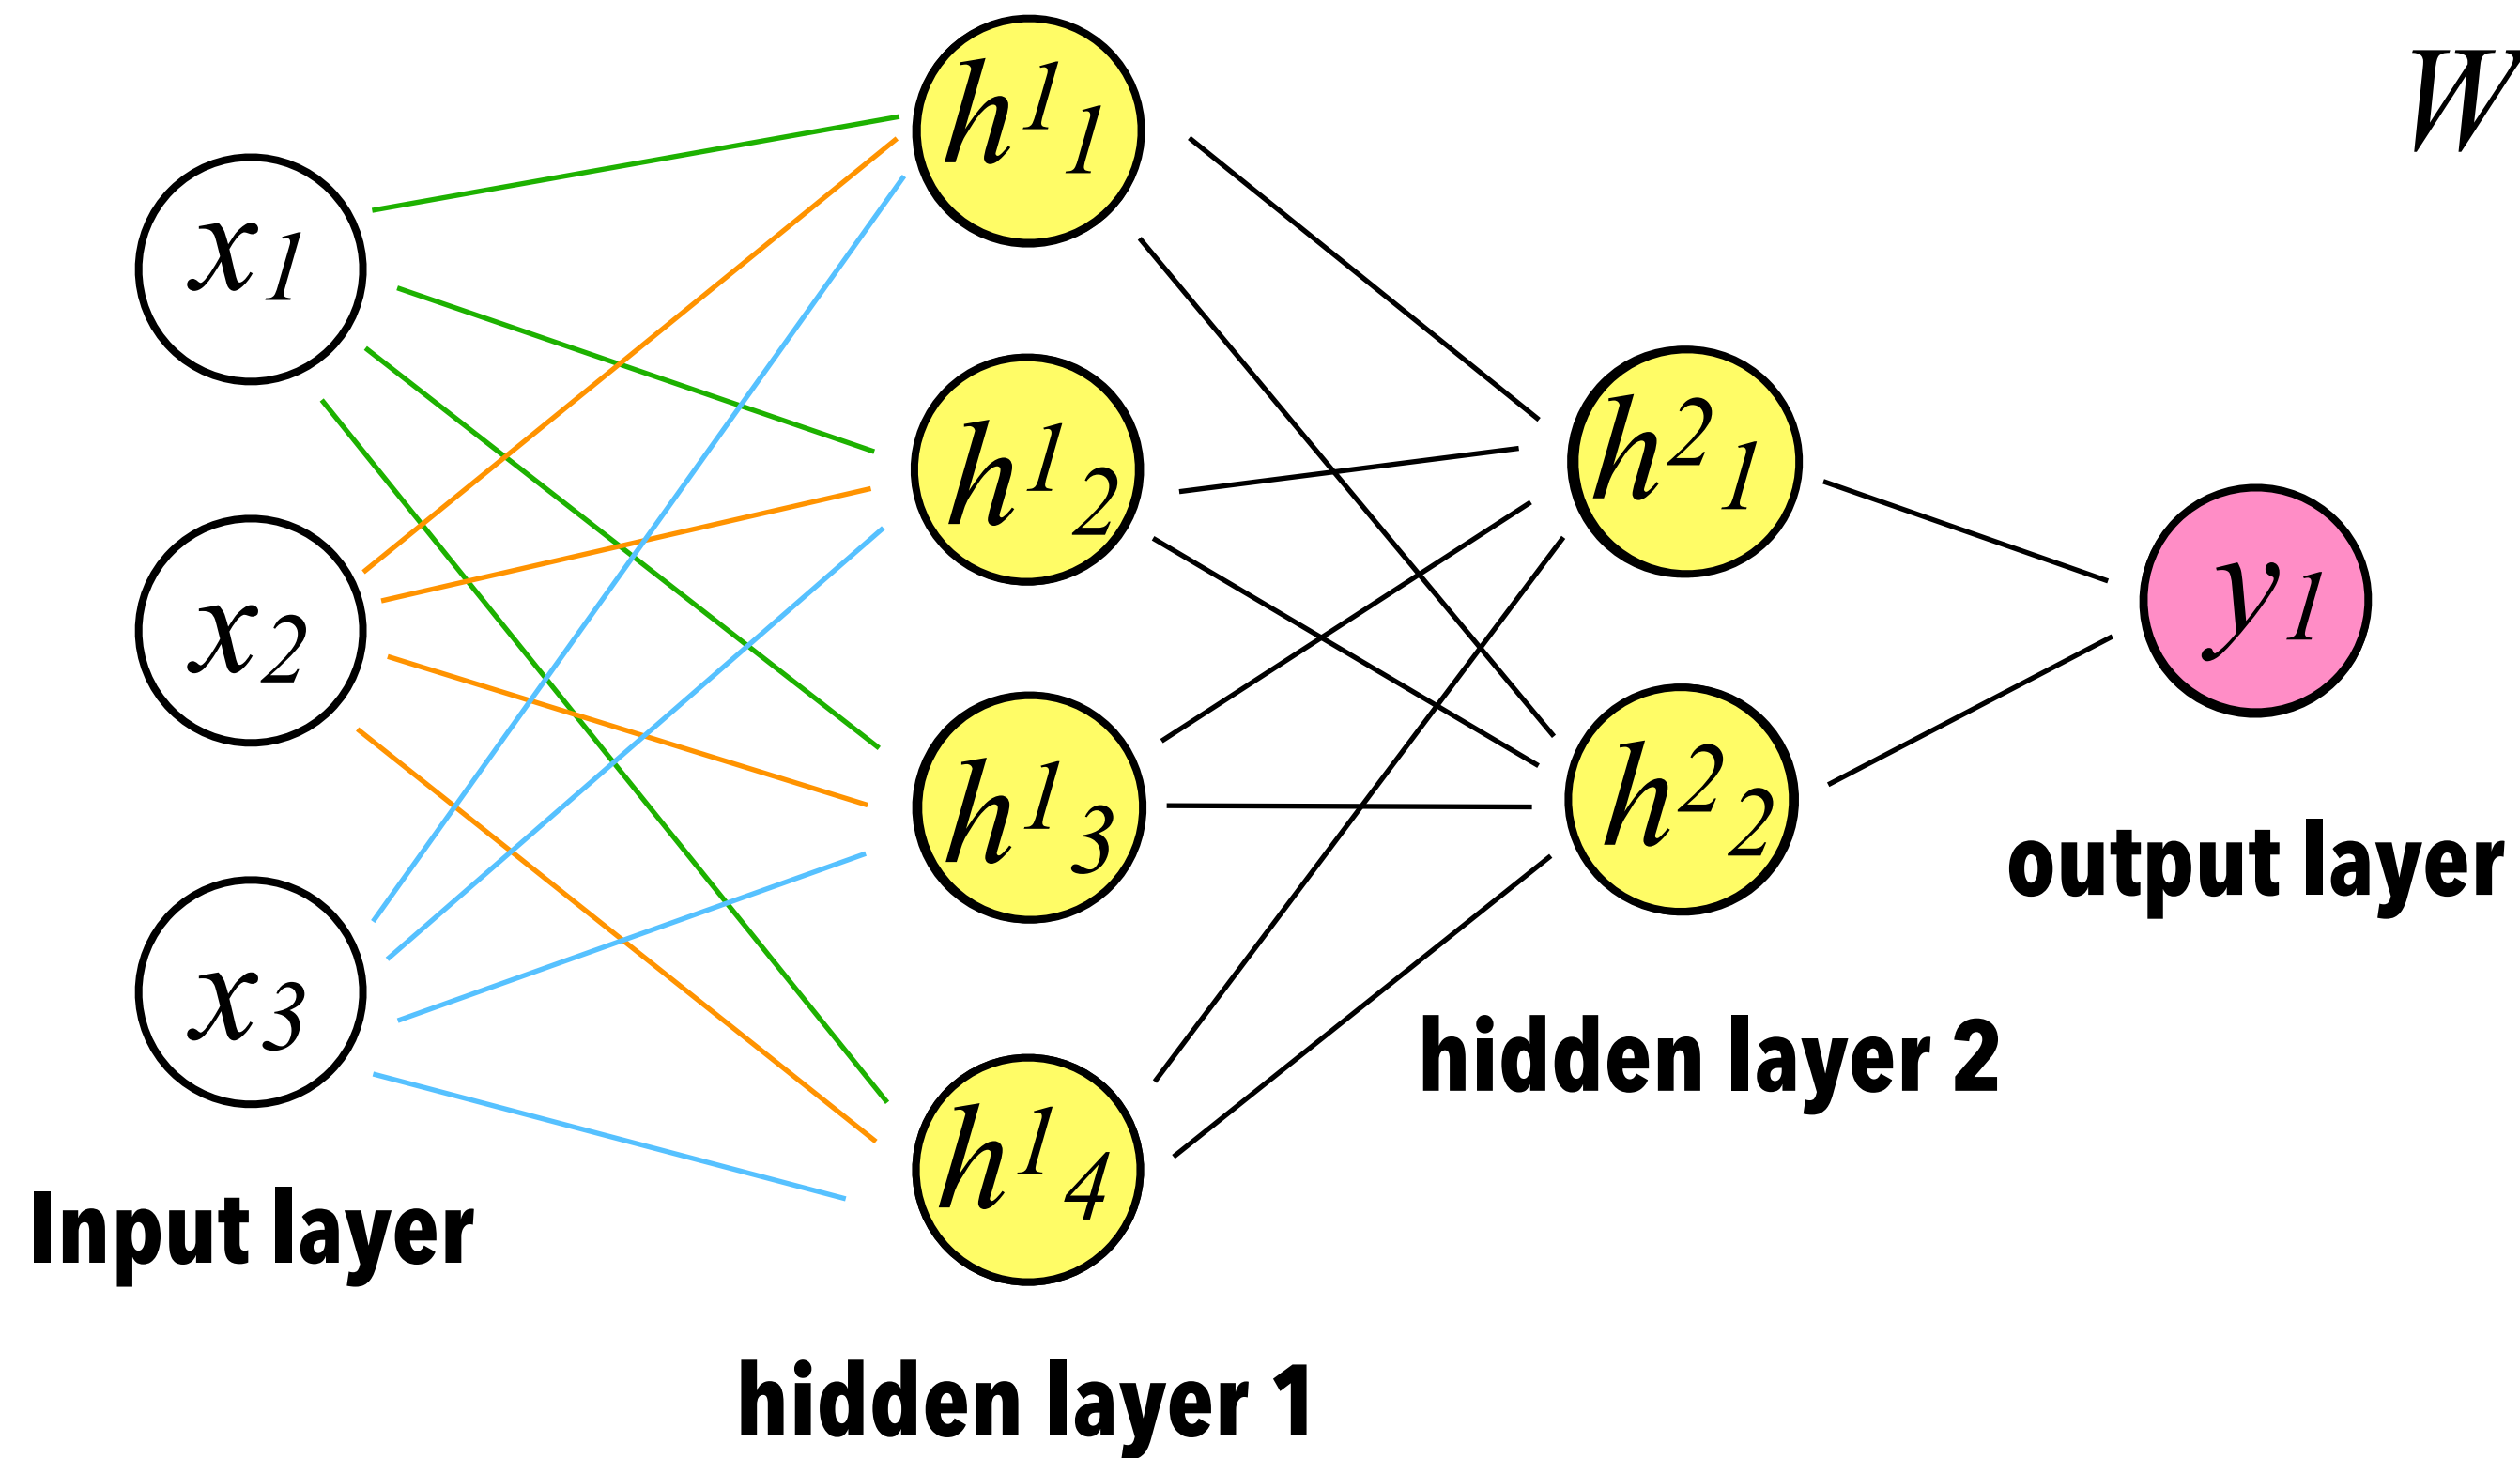 x1
x2
x3
Input layer
h¹1
h¹2
h¹3
h¹4
hidden layer 1
h²1
h²2
hidden layer 2
y1
output layer
W